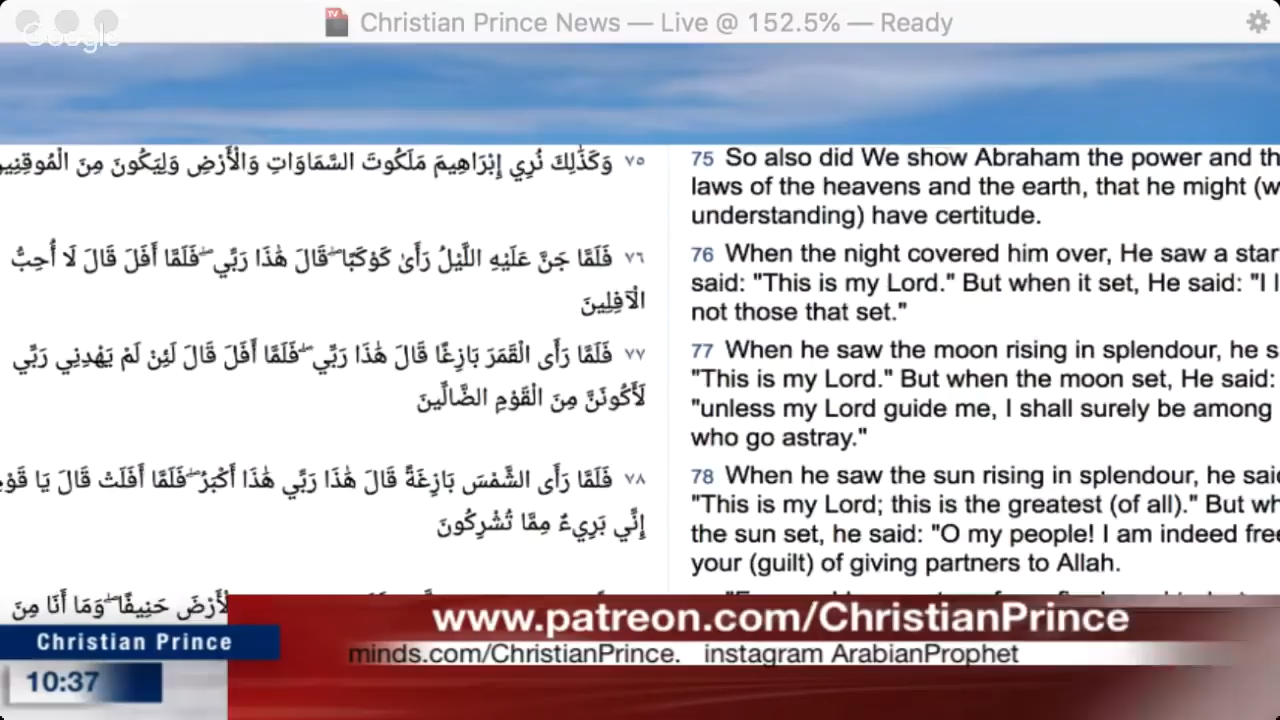 Christian Prince News — Live @ 152.5% — Ready
Google
٧٥ وَكَذَٰلِكَ نُرِي إِبْرَاهِيمَ مَلَكُوتَ السَّمَاوَاتِ وَالْأَرْضِ وَلِيَكُونَ مِنَ
٧٦ فَلَمَّا جَنَّ عَلَيْهِ اللَّيْلُ رَأَىٰ كَوْكَبًا ۖ قَالَ هَٰذَا رَبِّي ۖ فَلَمَّا أَفَلَ قَالَ لَا أُحِبُّ
الْآفِلِينَ
٧٧ فَلَمَّا رَأَى الْقَمَرَ بَازِغًا قَالَ هَٰذَا رَبِّي ۖ فَلَمَّا أَفَلَ قَالَ لَئِنْ لَمْ يَهْدِنِي رَبِّي
لَأَكُونَنَّ مِنَ الْقَوْمِ الضَّالِّينَ
٧٨ فَلَمَّا رَأَى الشَّمْسَ بَازِغَةً قَالَ هَٰذَا رَبِّي هَٰذَا أَكْبَرُ ۖ فَلَمَّا أَفَلَتْ قَالَ يَا
إِنِّي بَرِيءٌ مِمَّا تُشْرِكُونَ
حَنِيفًا ۖ وَمَا أَنَا مِنَ
75 So also did We show Abraham the power and
laws of the heavens and the earth, that he might
understanding) have certitude.
76 When the night covered him over, He saw a star
said: "This is my Lord." But when it set, He said: "I
not those that set."
77 When he saw the moon rising in splendour, he
"This is my Lord." But when the moon set, He said:
"unless my Lord guide me, I shall surely be among
who go astray."
78 When he saw the sun rising in splendour, he
"This is my Lord; this is the greatest (of all)." But
the sun set, he said: "O my people! I am indeed
your (guilt) of giving partners to Allah.
www.patreon.com/ChristianPrince
Christian Prince
minds.com/ChristianPrince. instagram ArabianProphet
10:37